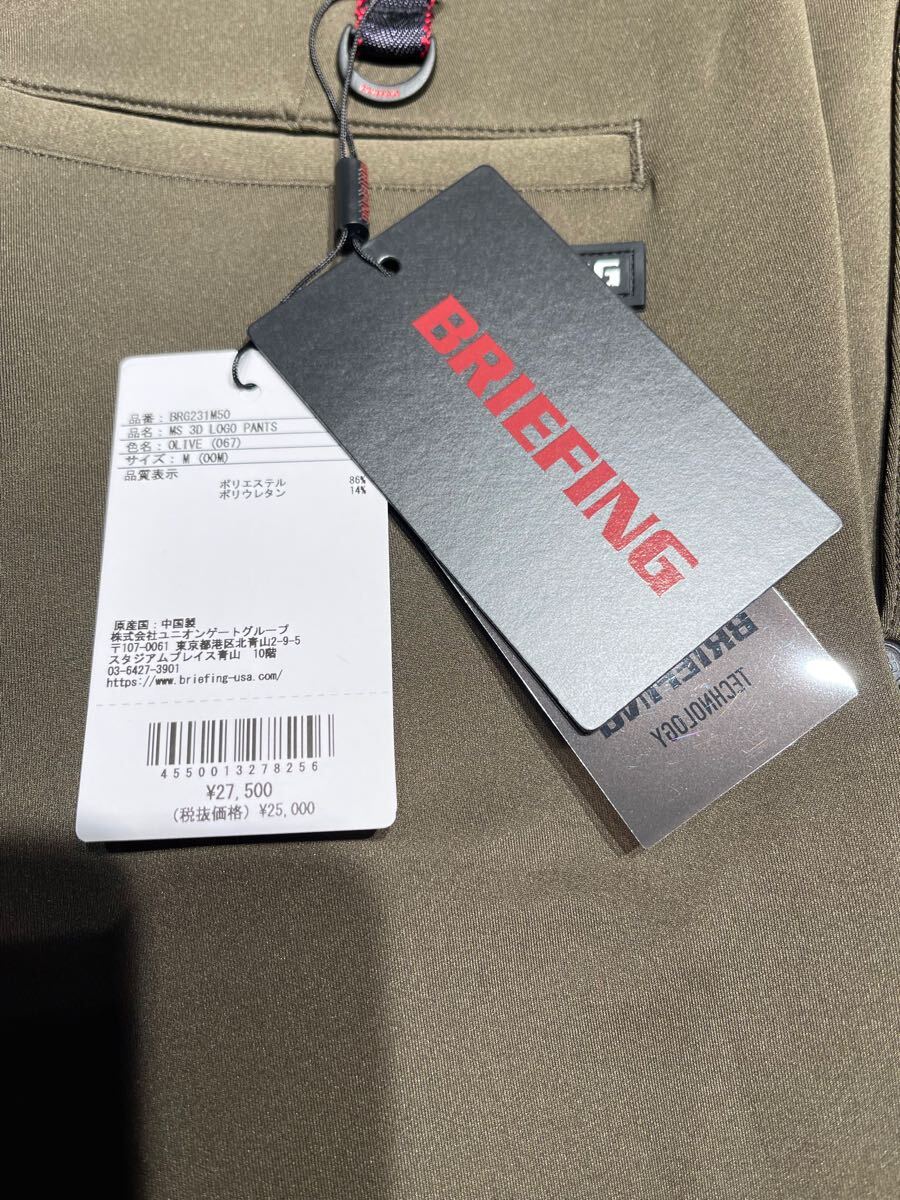 BRIEFING
G
品番: BRG231M50
品名: MS 3D LOGO PANTS
色名: OLIVE (067)
サイズ: M (00M)
品質表示
ポリエステル 86%
ポリウレタン 14%
原産国:中国製
株式会社ユニオンゲートグループ
〒107-0061 東京都港区北青山2-9-5
スタジアムプレイス青山 10階
03-6427-3901
https://www.briefing-usa.com/
4550013278256
¥27,500
(税抜価格) ¥25,000
BRIEFING
TECHNOLOGY